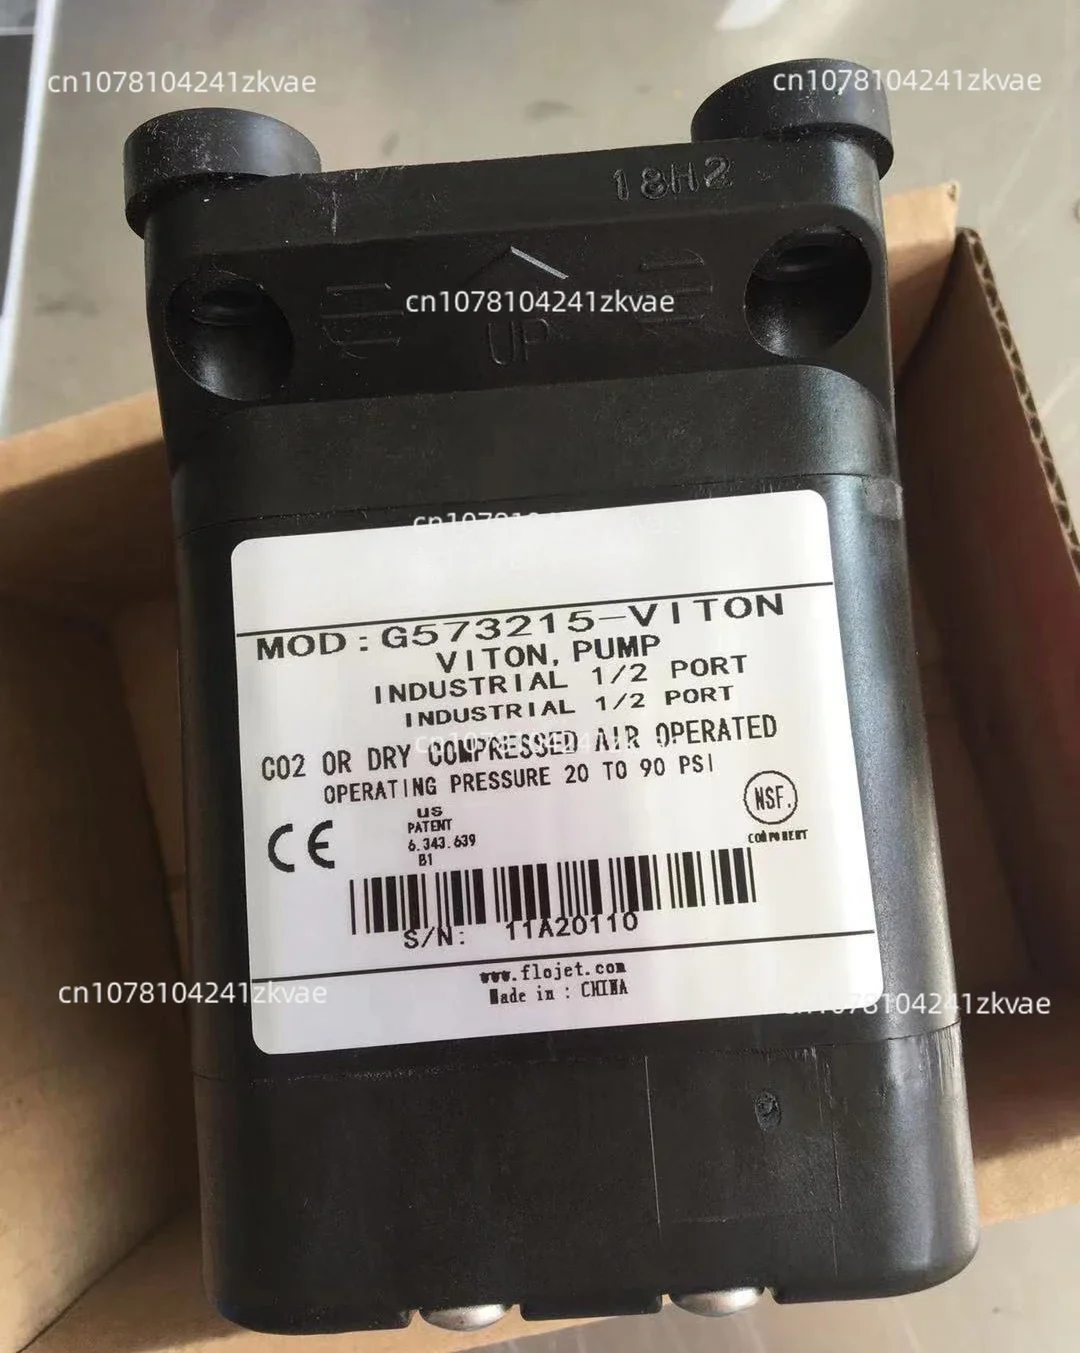 cn1078104241zkvae
cn1078104241zkvae
18H2
cn1078104241zkvae
UP
MOD:G573215-VITON
VITON, PUMP
INDUSTRIAL 1/2 PORT
INDUSTRIAL 1/2 PORT
CO2 OR DRY COMPRESSED AIR OPERATED
OPERATING PRESSURE 20 TO 90 PSI
US
PATENT
6.343.639
B1
CE
NSF.
COMPONENT
S/N: 11A20110
www.flojet.com
Made in : CHINA
cn1078104241zkvae
cn1078104241zkvae